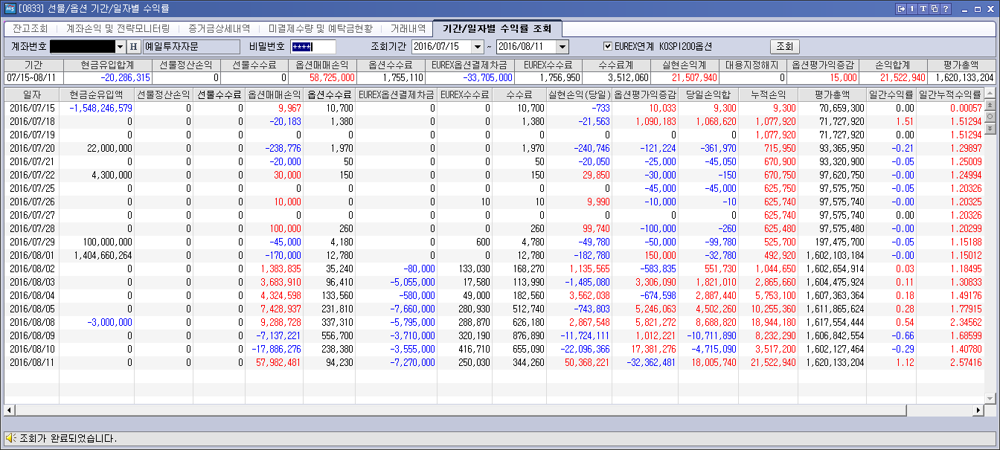 [0833] 선물/옵션 기간/일자별 수익률
잔고조회 계좌손익 및 전략모니터링 증거금상세내역 미결제수량 및 예탁금현황 거래내역 기간/일자별 수익률 조회
계좌번호 H 예일투자자문 비밀번호 **** 조회기간 2016/07/15 ~ 2016/08/11 EUREX연계 KOSPI200옵션 조회
기간 현금유입합계 선물정산손익 선물수수료 옵션매매손익 옵션수수료 EUREX옵션결제차금 EUREX수수료 수수료계 실현손익계 대용지정해지 옵션평가익증감 손익합계 평가총액
07/15~08/11 -20,286,315 0 0 58,725,000 1,755,110 -33,705,000 1,756,950 3,512,060 21,507,940 0 15,000 21,522,940 1,620,133,204
일자 현금순유입액 선물정산손익 선물수수료 옵션매매손익 옵션수수료 EUREX옵션결제차금 EUREX수수료 수수료 실현손익(당일) 옵션평가익증감 당일손익합 누적손익 평가총액 일간수익률 일간누적수익률
2016/07/15 -1,548,246,579 0 0 9,967 10,700 0 0 10,700 -733 10,033 9,300 9,300 70,659,300 0.00 0.00057
2016/07/18 0 0 0 -20,183 1,380 0 0 1,380 -21,563 1,090,183 1,068,620 1,077,920 71,727,920 1.51 1.51294
2016/07/19 0 0 0 0 0 0 0 0 0 0 0 1,077,920 71,727,920 0.00 1.51294
2016/07/20 22,000,000 0 0 -238,776 1,970 0 0 1,970 -240,746 -121,224 -361,970 715,950 93,365,950 -0.21 1.29897
2016/07/21 0 0 0 -20,000 50 0 0 50 -20,050 -25,000 -45,050 670,900 93,320,900 -0.05 1.25009
2016/07/22 4,300,000 0 0 30,000 150 0 0 150 29,850 -30,000 -150 670,750 97,620,750 -0.00 1.24994
2016/07/25 0 0 0 0 0 0 0 0 0 -45,000 -45,000 625,750 97,575,750 -0.05 1.20326
2016/07/26 0 0 0 10,000 0 0 10 10 9,990 -10,000 -10 625,740 97,575,740 -0.00 1.20325
2016/07/27 0 0 0 0 0 0 0 0 0 0 0 625,740 97,575,740 0.00 1.20325
2016/07/28 0 0 0 100,000 260 0 0 260 99,740 -100,000 -260 625,480 97,575,480 -0.00 1.20299
2016/07/29 100,000,000 0 0 -45,000 4,180 0 600 4,780 -49,780 -50,000 -99,780 525,700 197,475,700 -0.05 1.15188
2016/08/01 1,404,660,264 0 0 -170,000 12,780 0 0 12,780 -182,780 150,000 -32,780 492,920 1,602,103,184 -0.00 1.15012
2016/08/02 0 0 0 1,383,835 35,240 -80,000 133,030 168,270 1,135,565 -583,835 551,730 1,044,650 1,602,654,914 0.03 1.18495
2016/08/03 0 0 0 3,683,910 96,410 -5,055,000 17,580 113,990 -1,485,080 3,306,090 1,821,010 2,865,660 1,604,475,924 0.11 1.30833
2016/08/04 0 0 0 4,324,598 133,560 -580,000 49,000 182,560 3,562,038 -674,598 2,887,440 5,753,100 1,607,363,364 0.18 1.49176
2016/08/05 0 0 0 7,428,937 231,810 -7,660,000 280,930 512,740 -743,803 5,246,063 4,502,260 10,255,360 1,611,865,624 0.28 1.77915
2016/08/08 -3,000,000 0 0 9,288,728 337,310 -5,795,000 288,870 626,180 2,867,548 5,821,272 8,688,820 18,944,180 1,617,554,444 0.54 2.34562
2016/08/09 0 0 0 -7,137,221 556,700 -3,710,000 320,190 876,890 -11,724,111 1,012,221 -10,711,890 8,232,290 1,606,842,554 -0.66 1.68599
2016/08/10 0 0 0 -17,886,276 238,380 -3,555,000 416,710 655,090 -22,096,366 17,381,276 -4,715,090 3,517,200 1,602,127,464 -0.29 1.40780
2016/08/11 0 0 0 57,982,481 94,230 -7,270,000 250,030 344,260 50,368,221 -32,362,481 18,005,740 21,522,940 1,620,133,204 1.12 2.57416
조회가 완료되었습니다.